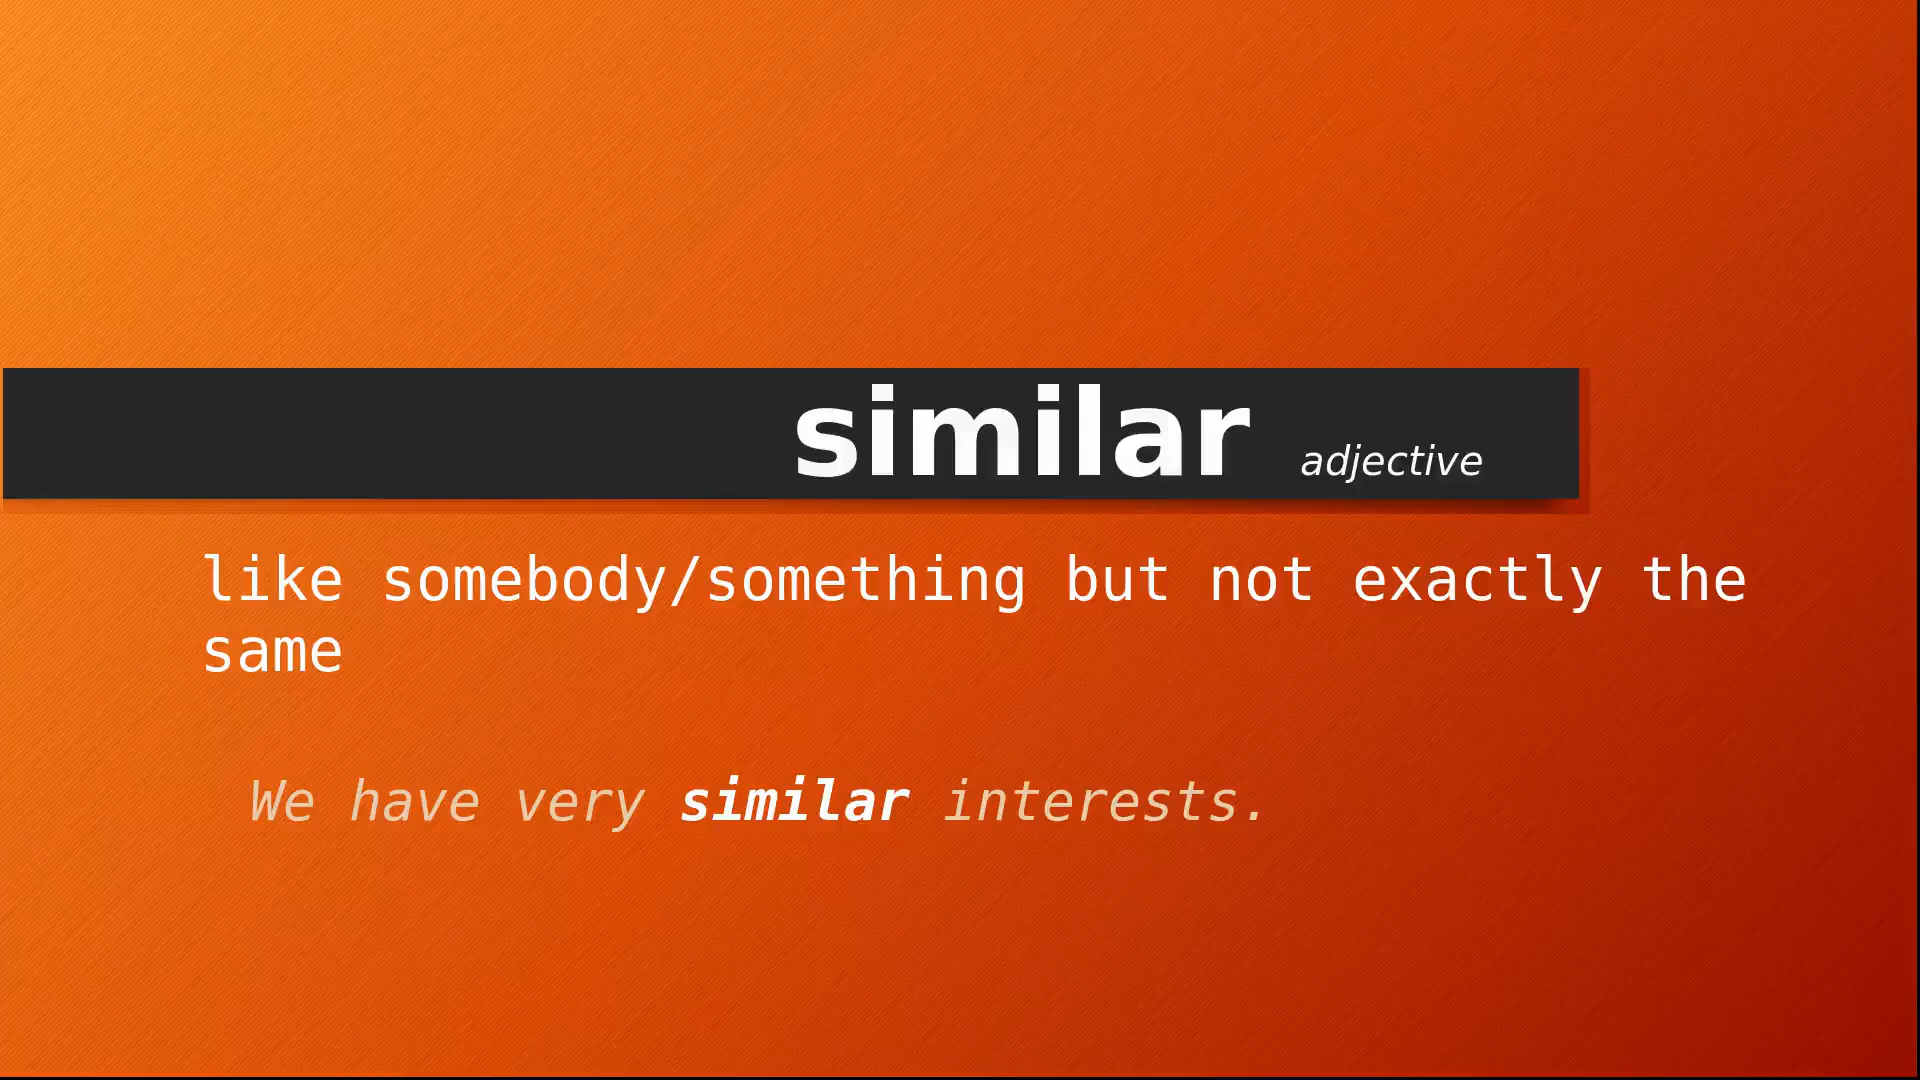 similar adjective
like somebody/something but not exactly the
same
We have very similar interests.